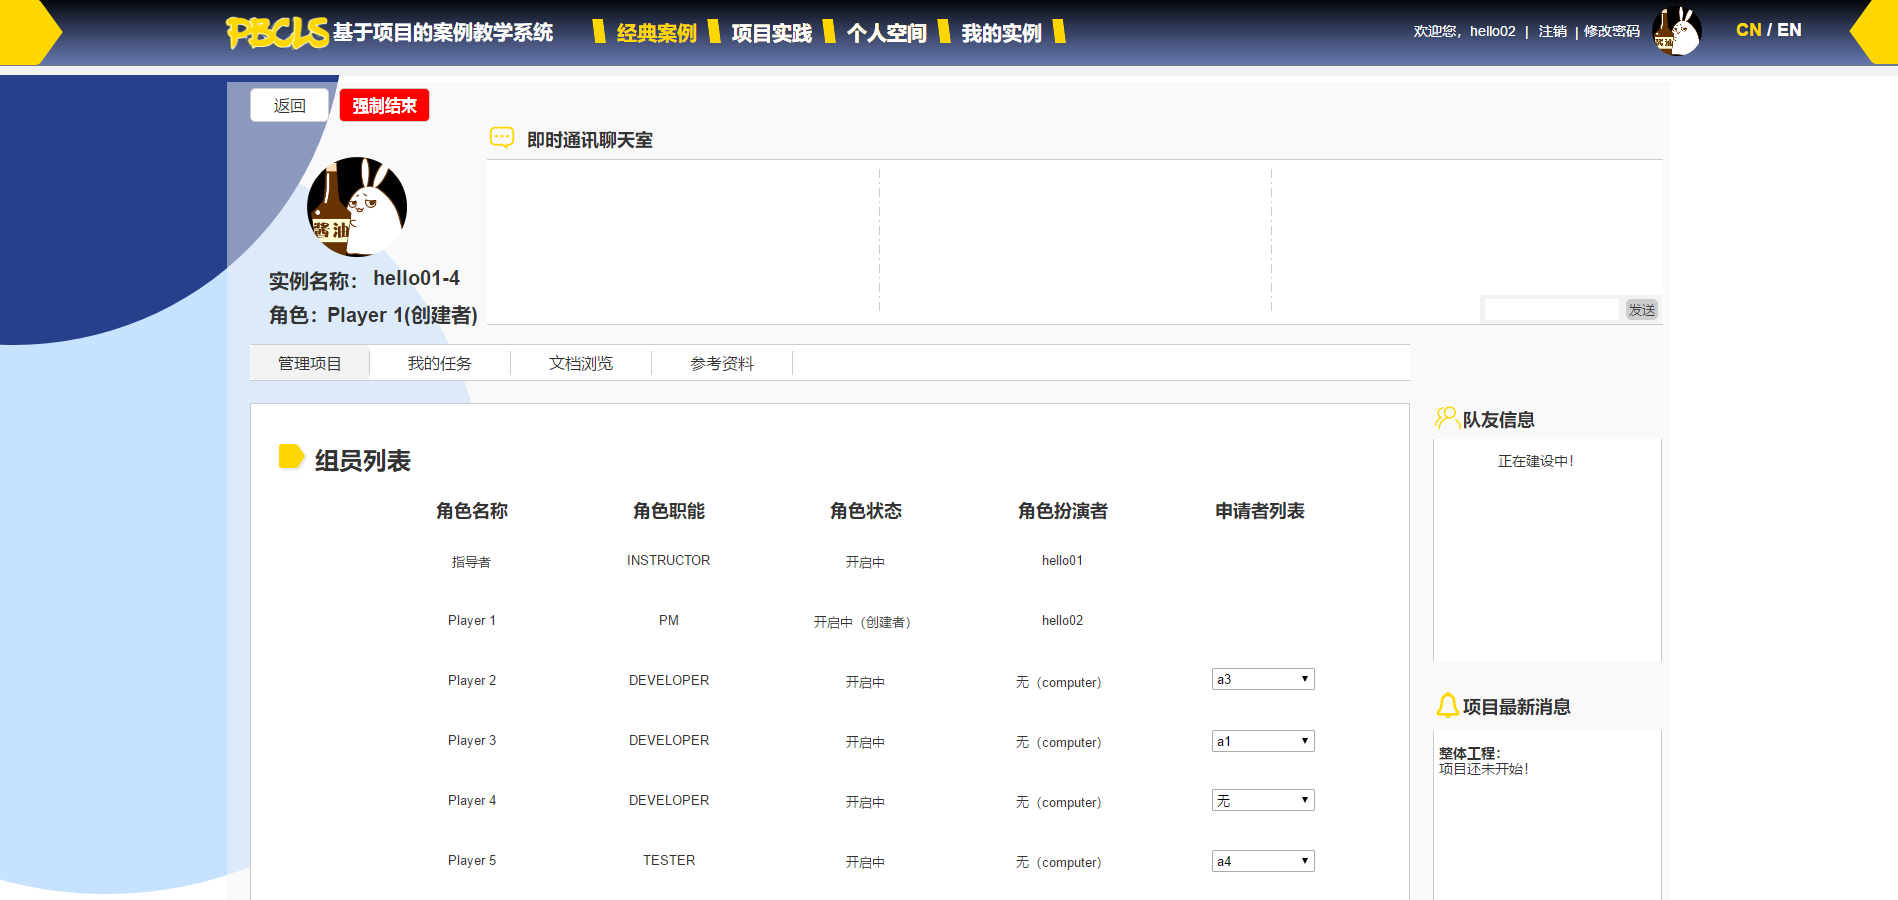 PBCLS 基于项目的案例教学系统 经典案例 项目实践 个人空间 我的实例 欢迎您，hello02 | 注销 | 修改密码 CN / EN
返回 强制结束
即时通讯聊天室
酱油
实例名称： hello01-4
角色：Player 1(创建者)
发送
管理项目 我的任务 文档浏览 参考资料
组员列表
角色名称 角色职能 角色状态 角色扮演者 申请者列表
指导者 INSTRUCTOR 开启中 hello01
Player 1 PM 开启中（创建者） hello02
Player 2 DEVELOPER 开启中 无（computer） a3
Player 3 DEVELOPER 开启中 无（computer） a1
Player 4 DEVELOPER 开启中 无（computer） 无
Player 5 TESTER 开启中 无（computer） a4
队友信息
正在建设中！
项目最新消息
整体工程：
项目还未开始！